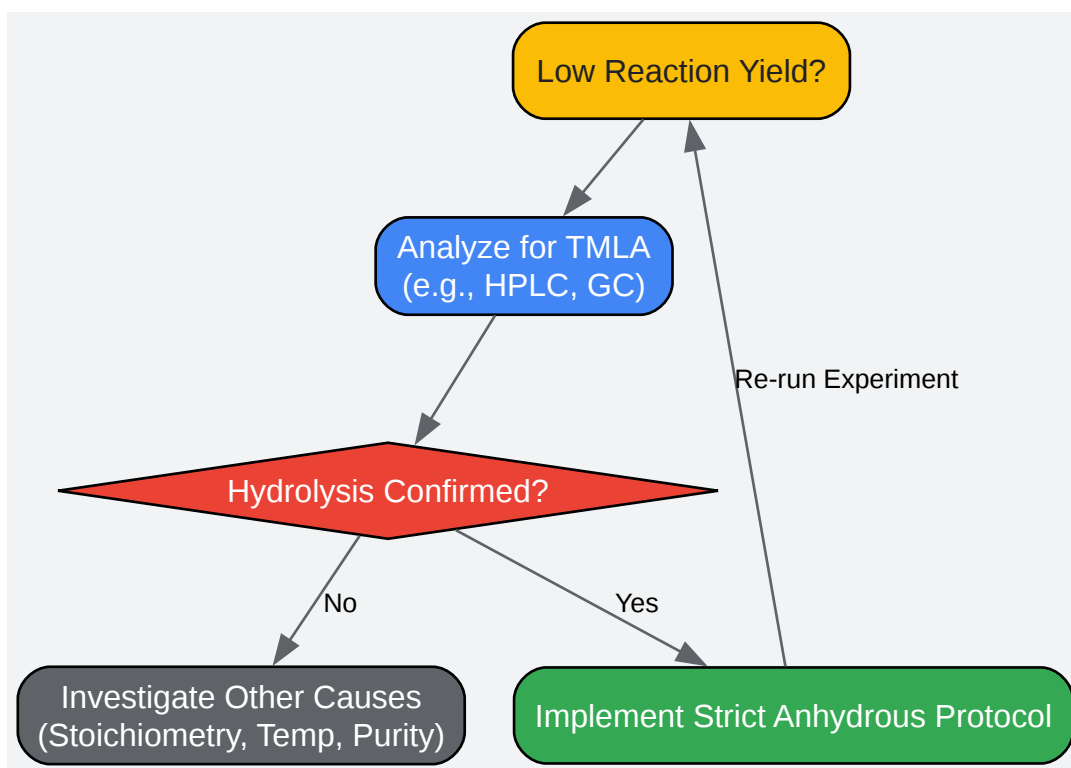 Low Reaction Yield?
Analyze for TMLA
(e.g., HPLC, GC)
Re-run Experiment
Hydrolysis Confirmed?
No
Yes
Investigate Other Causes
(Stoichiometry, Temp, Purity)
Implement Strict Anhydrous Protocol